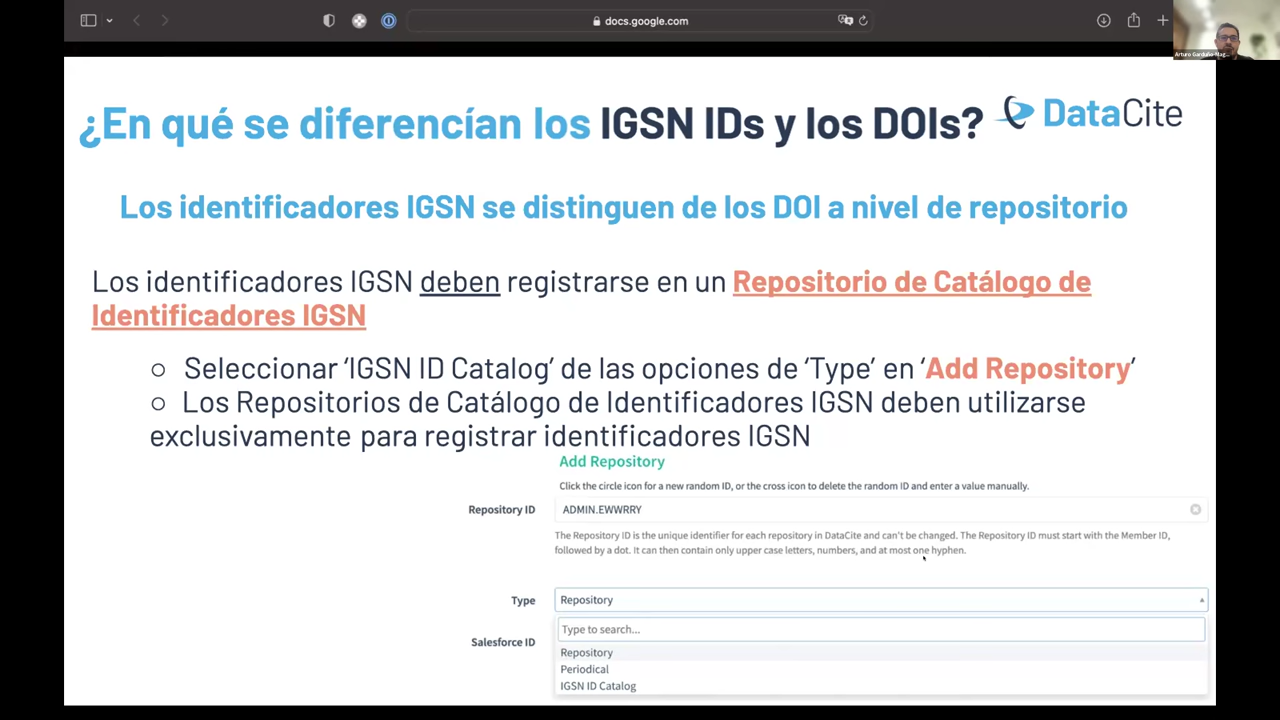 docs.google.com
Arturo Garduño-Mag...
¿En qué se diferencían los IGSN IDs y los DOIs?
DataCite
Los identificadores IGSN se distinguen de los DOI a nivel de repositorio
Los identificadores IGSN deben registrarse en un Repositorio de Catálogo de
Identificadores IGSN
○ Seleccionar ‘IGSN ID Catalog’ de las opciones de ‘Type’ en ‘Add Repository’
○ Los Repositorios de Catálogo de Identificadores IGSN deben utilizarse
exclusivamente para registrar identificadores IGSN
Add Repository
Click the circle icon for a new random ID, or the cross icon to delete the random ID and enter a value manually.
Repository ID
ADMIN.EWWRRY
The Repository ID is the unique identifier for each repository in DataCite and can't be changed. The Repository ID must start with the Member ID,
followed by a dot. It can then contain only upper case letters, numbers, and at most one hyphen.
Type
Repository
Type to search...
Salesforce ID
Repository
Periodical
IGSN ID Catalog